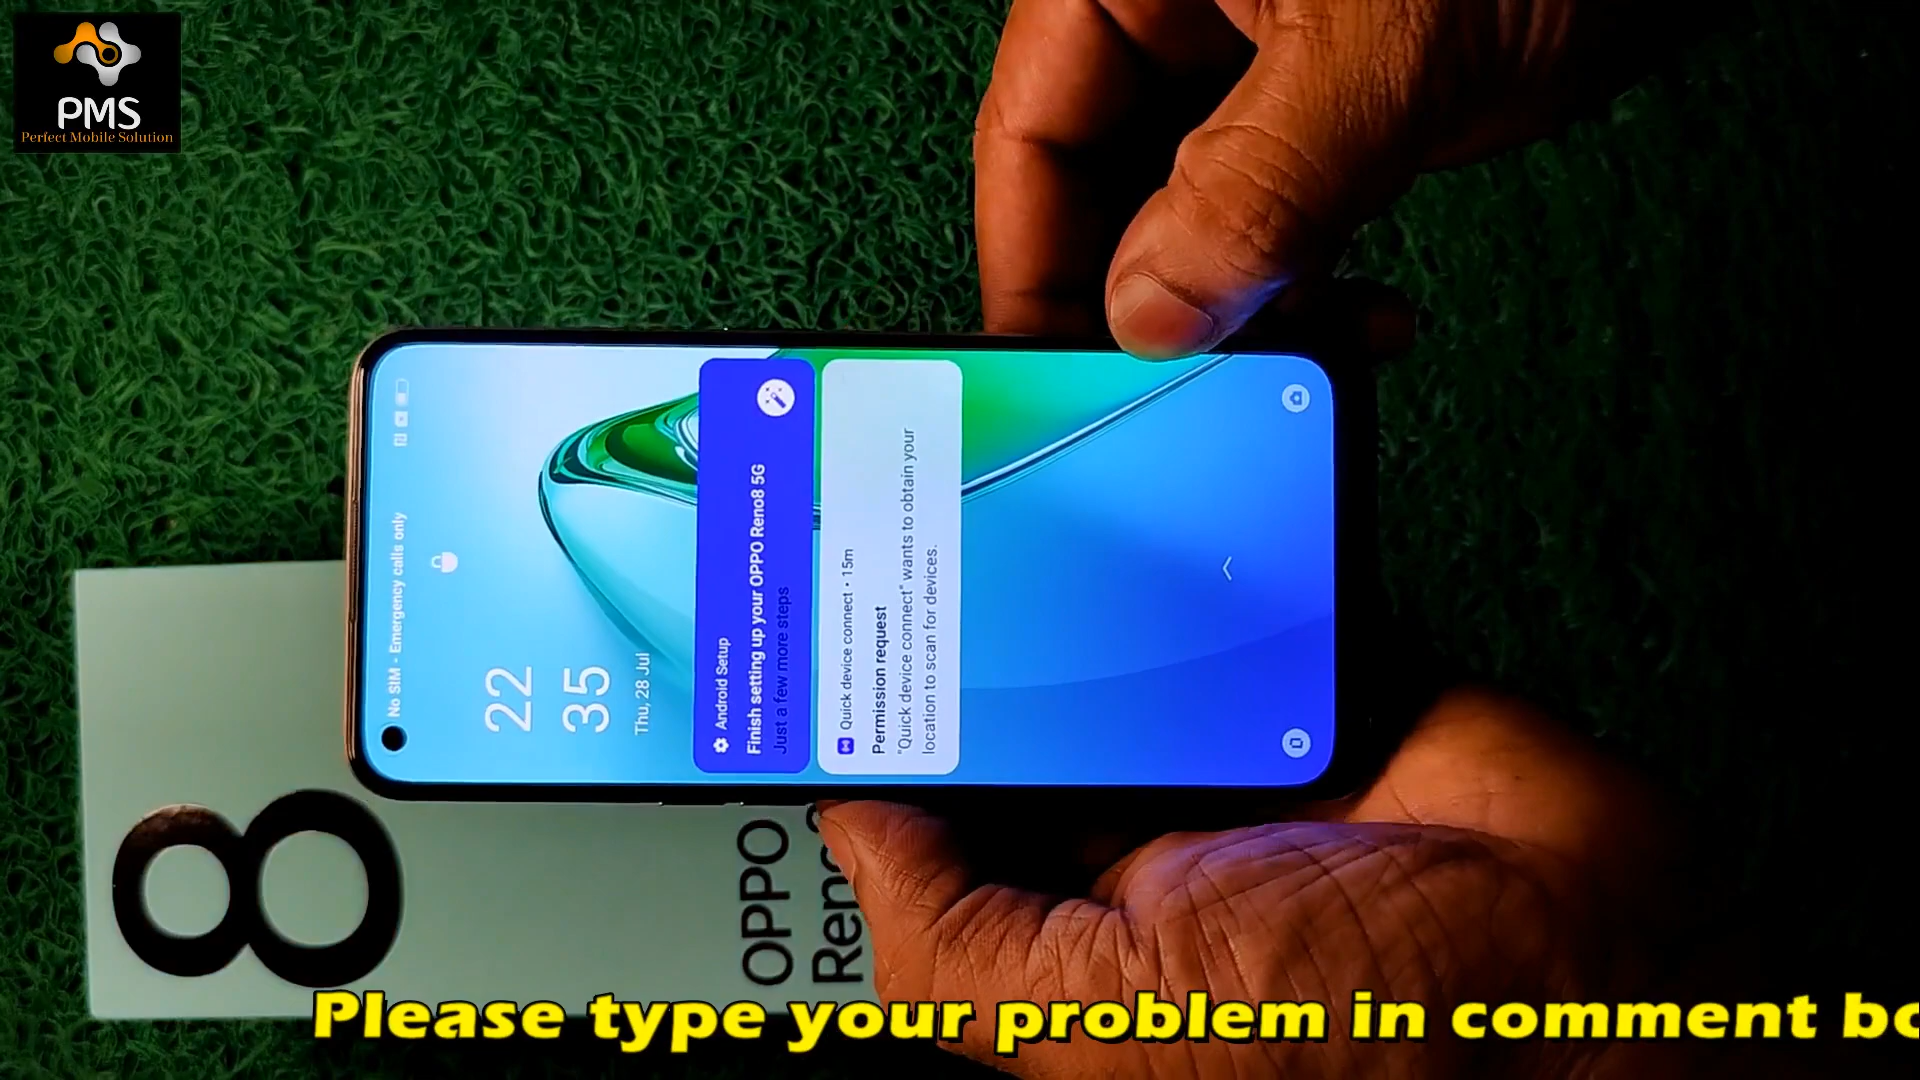 PMS
Perfect Mobile Solution
No SIM - Emergency calls only
22
35
Thu, 28 Jul
Android Setup
Finish setting up your OPPO Reno8 5G
Just a few more steps
Quick device connect • 15m
Permission request
"Quick device connect" wants to obtain your
location to scan for devices.
8
OPPO
Reno8
Please type your problem in comment bo